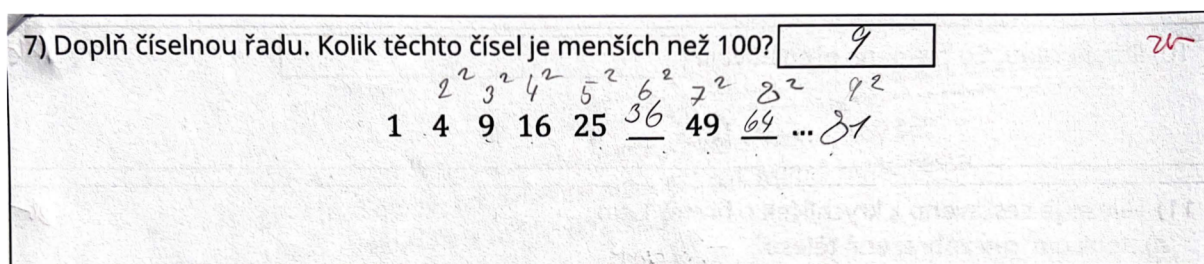 7) Doplň číselnou řadu. Kolik těchto čísel je menších než 100? 9
2² 3² 4² 5² 6² 7² 8² 9²
1 4 9 16 25 36 49 64 ... 81